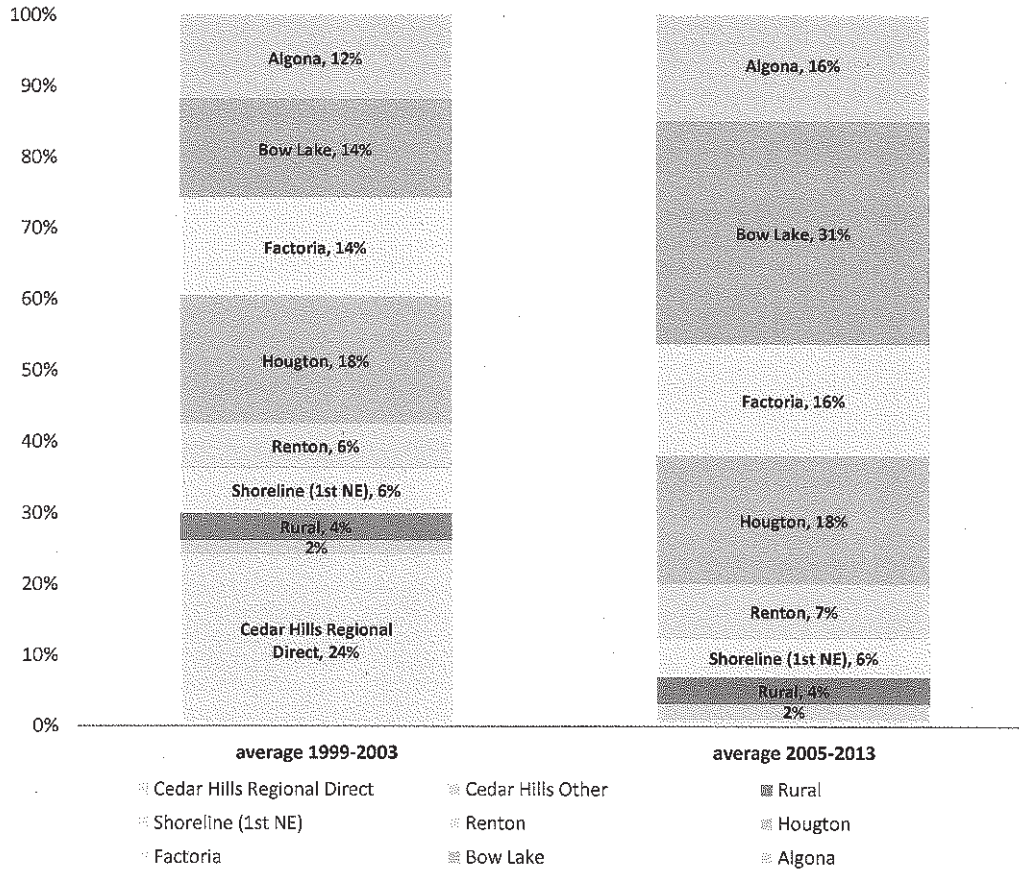 100%
90%
80%
70%
60%
50%
40%
30%
20%
10%
0%
Algona, 12%
Bow Lake, 14%
Factoria, 14%
Hougton, 18%
Renton, 6%
Shoreline (1st NE), 6%
Rural, 4%
2%
Cedar Hills Regional
Direct, 24%
Algona, 16%
Bow Lake, 31%
Factoria, 16%
Hougton, 18%
Renton, 7%
Shoreline (1st NE), 6%
Rural, 4%
2%
average 1999-2003
average 2005-2013
Cedar Hills Regional Direct
Cedar Hills Other
Rural
Shoreline (1st NE)
Renton
Hougton
Factoria
Bow Lake
Algona